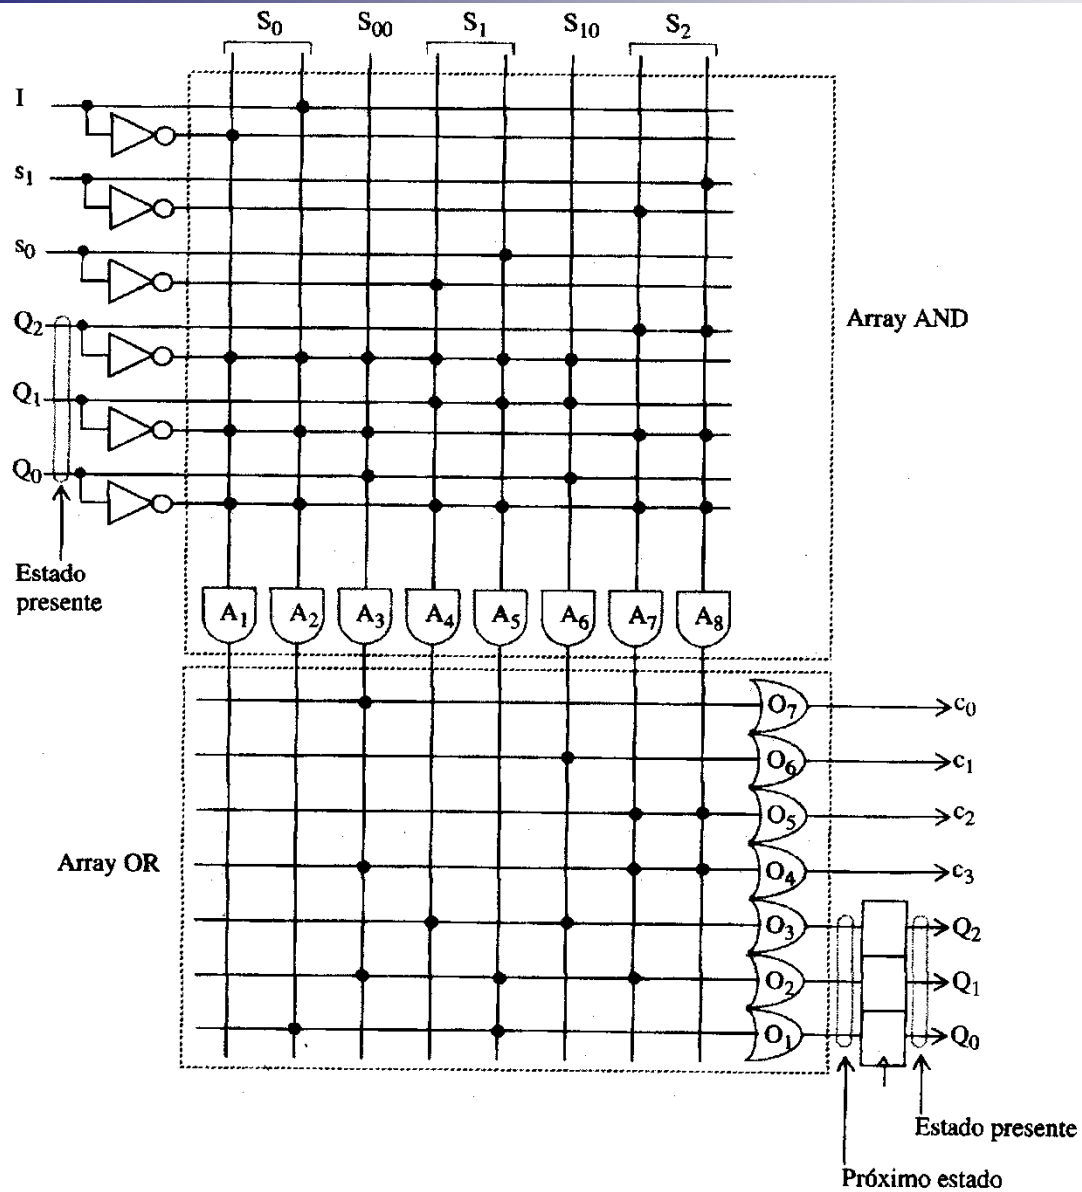 S₀ S₀₀ S₁ S₁₀ S₂
I
s₁
s₀
Q₂
Array AND
Q₁
Q₀
Estado
presente
A₁ A₂ A₃ A₄ A₅ A₆ A₇ A₈
O₇ c₀
O₆ c₁
O₅ c₂
Array OR
O₄ c₃
O₃ Q₂
O₂ Q₁
O₁ Q₀
Estado presente
Próximo estado